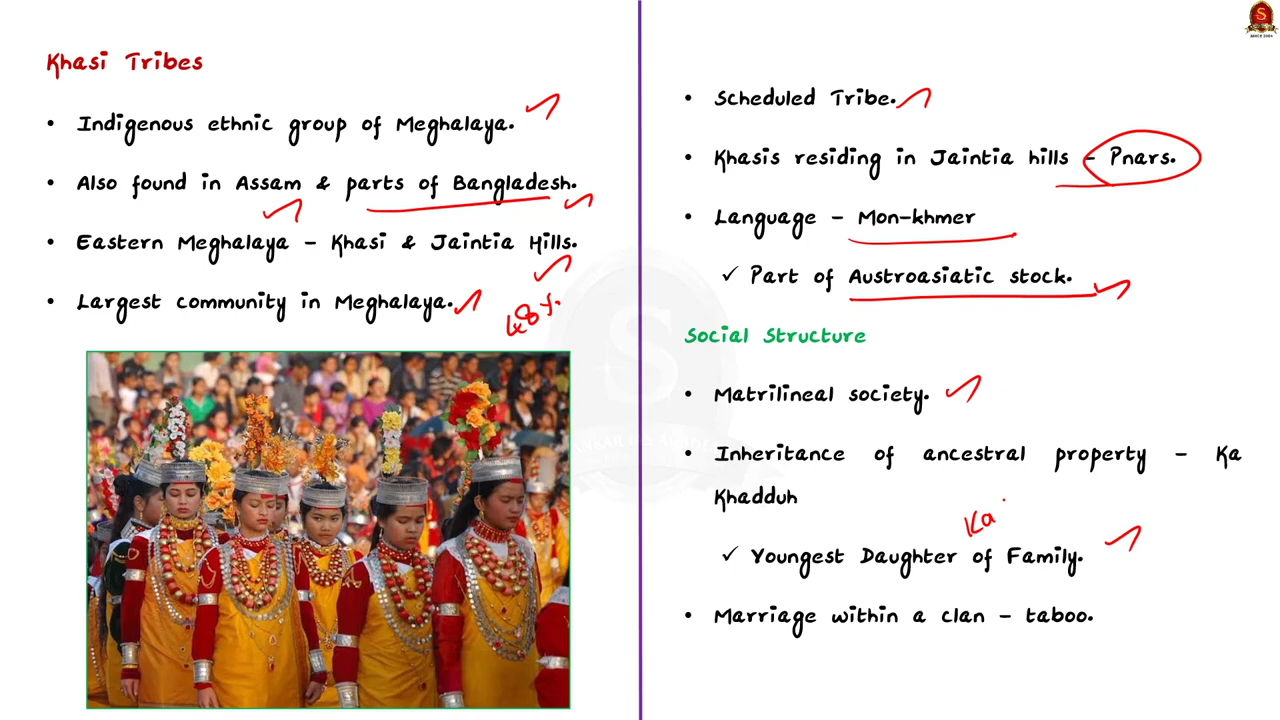 Khasi Tribes
• Indigenous ethnic group of Meghalaya.
• Also found in Assam & parts of Bangladesh.
• Eastern Meghalaya - Khasi & Jaintia Hills.
• Largest community in Meghalaya.
48%.
• Scheduled Tribe.
• Khasis residing in Jaintia hills - Pnars.
• Language - Mon-khmer
✓ Part of Austroasiatic stock.
Social Structure
• Matrilineal society.
• Inheritance of ancestral property - Ka
Khadduh
Ka
✓ Youngest Daughter of Family.
• Marriage within a clan - taboo.
S
SINCE 2004